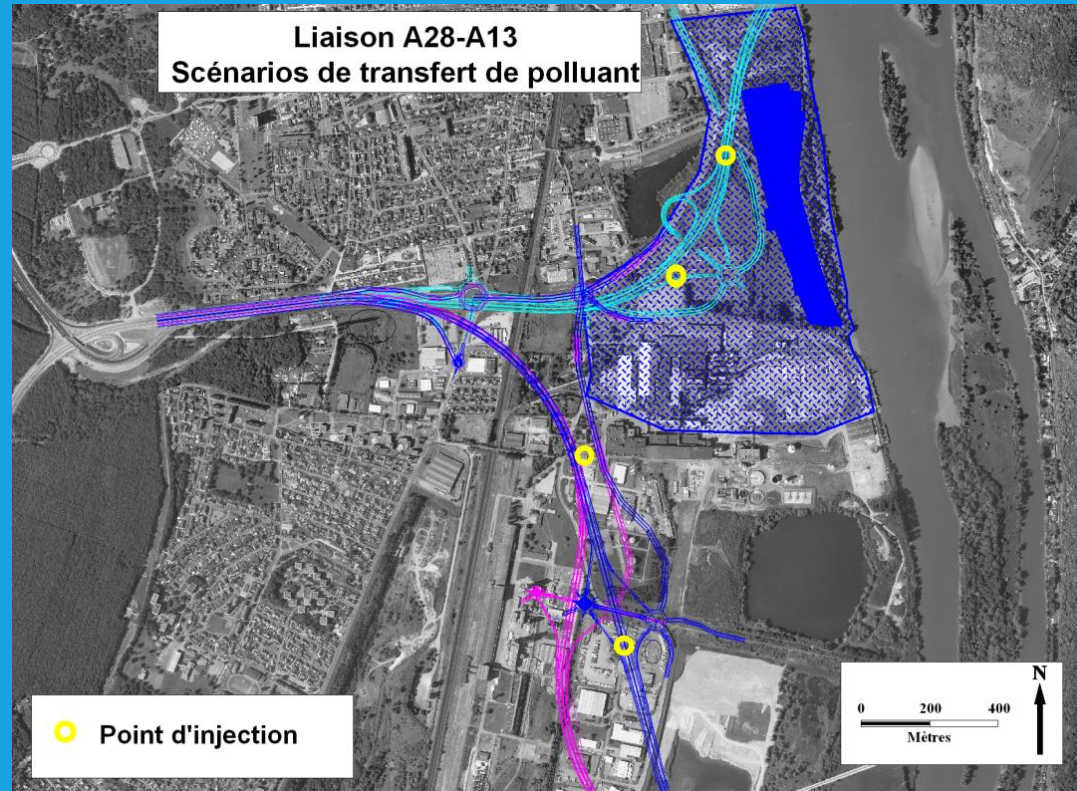 Liaison A28-A13
Scénarios de transfert de polluant
Point d'injection
N
0 200 400
Mètres